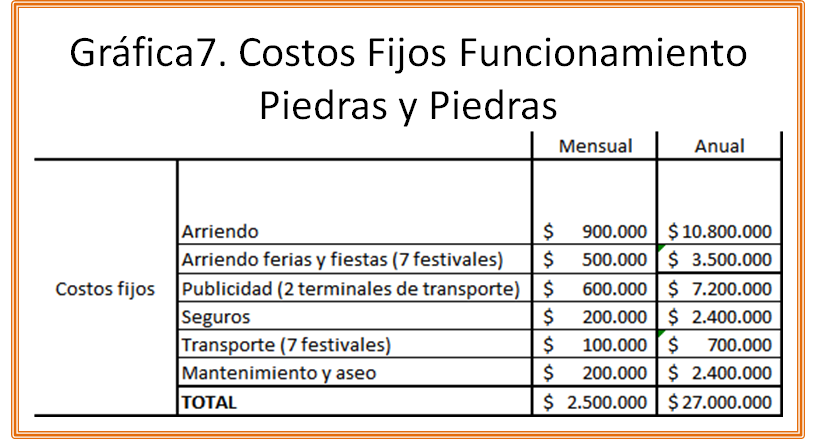 Gráfica7. Costos Fijos Funcionamiento
Piedras y Piedras
Mensual Anual
Arriendo $ 900.000 $ 10.800.000
Arriendo ferias y fiestas (7 festivales) $ 500.000 $ 3.500.000
Costos fijos Publicidad (2 terminales de transporte) $ 600.000 $ 7.200.000
Seguros $ 200.000 $ 2.400.000
Transporte (7 festivales) $ 100.000 $ 700.000
Mantenimiento y aseo $ 200.000 $ 2.400.000
TOTAL $ 2.500.000 $ 27.000.000